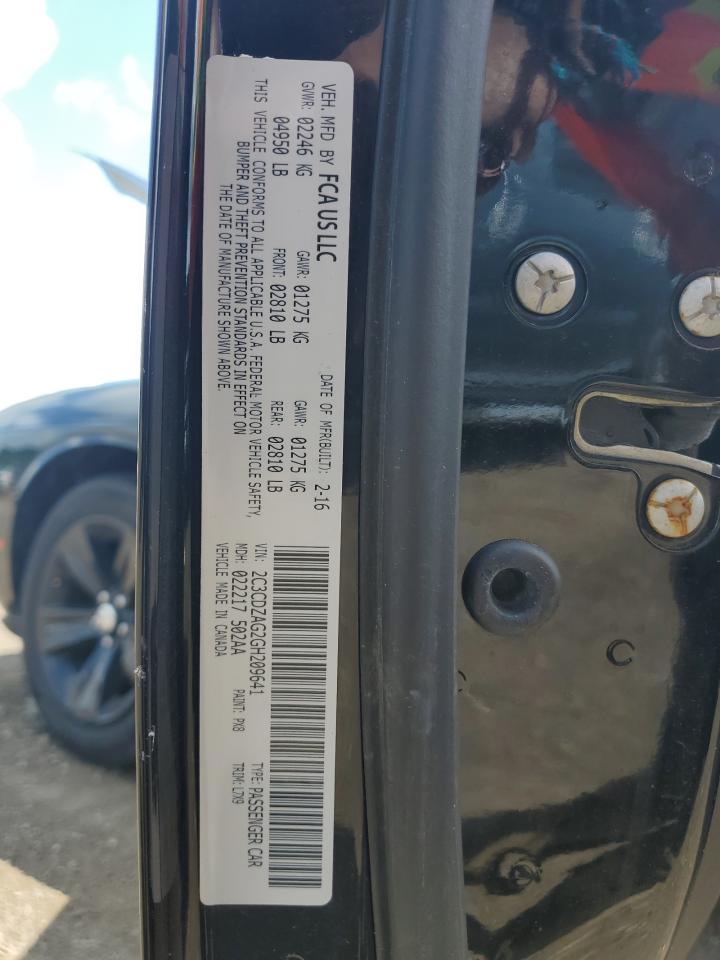 VEH. MFD BY FCA US LLC
DATE OF MFR(BUILT): 2-16
GVWR: 02246 KG
GAWR: 01275 KG
GAWR: 01275 KG
04950 LB
FRONT: 02810 LB
REAR: 02810 LB
THIS VEHICLE CONFORMS TO ALL APPLICABLE U.S.A. FEDERAL MOTOR VEHICLE SAFETY,
BUMPER AND THEFT PREVENTION STANDARDS IN EFFECT ON
THE DATE OF MANUFACTURE SHOWN ABOVE.
VIN: 2C3CDZAG2GH209641
TYPE: PASSENGER CAR
MDH: 022217 502AA
PAINT: PX8
TRIM: L7X9
VEHICLE MADE IN CANADA